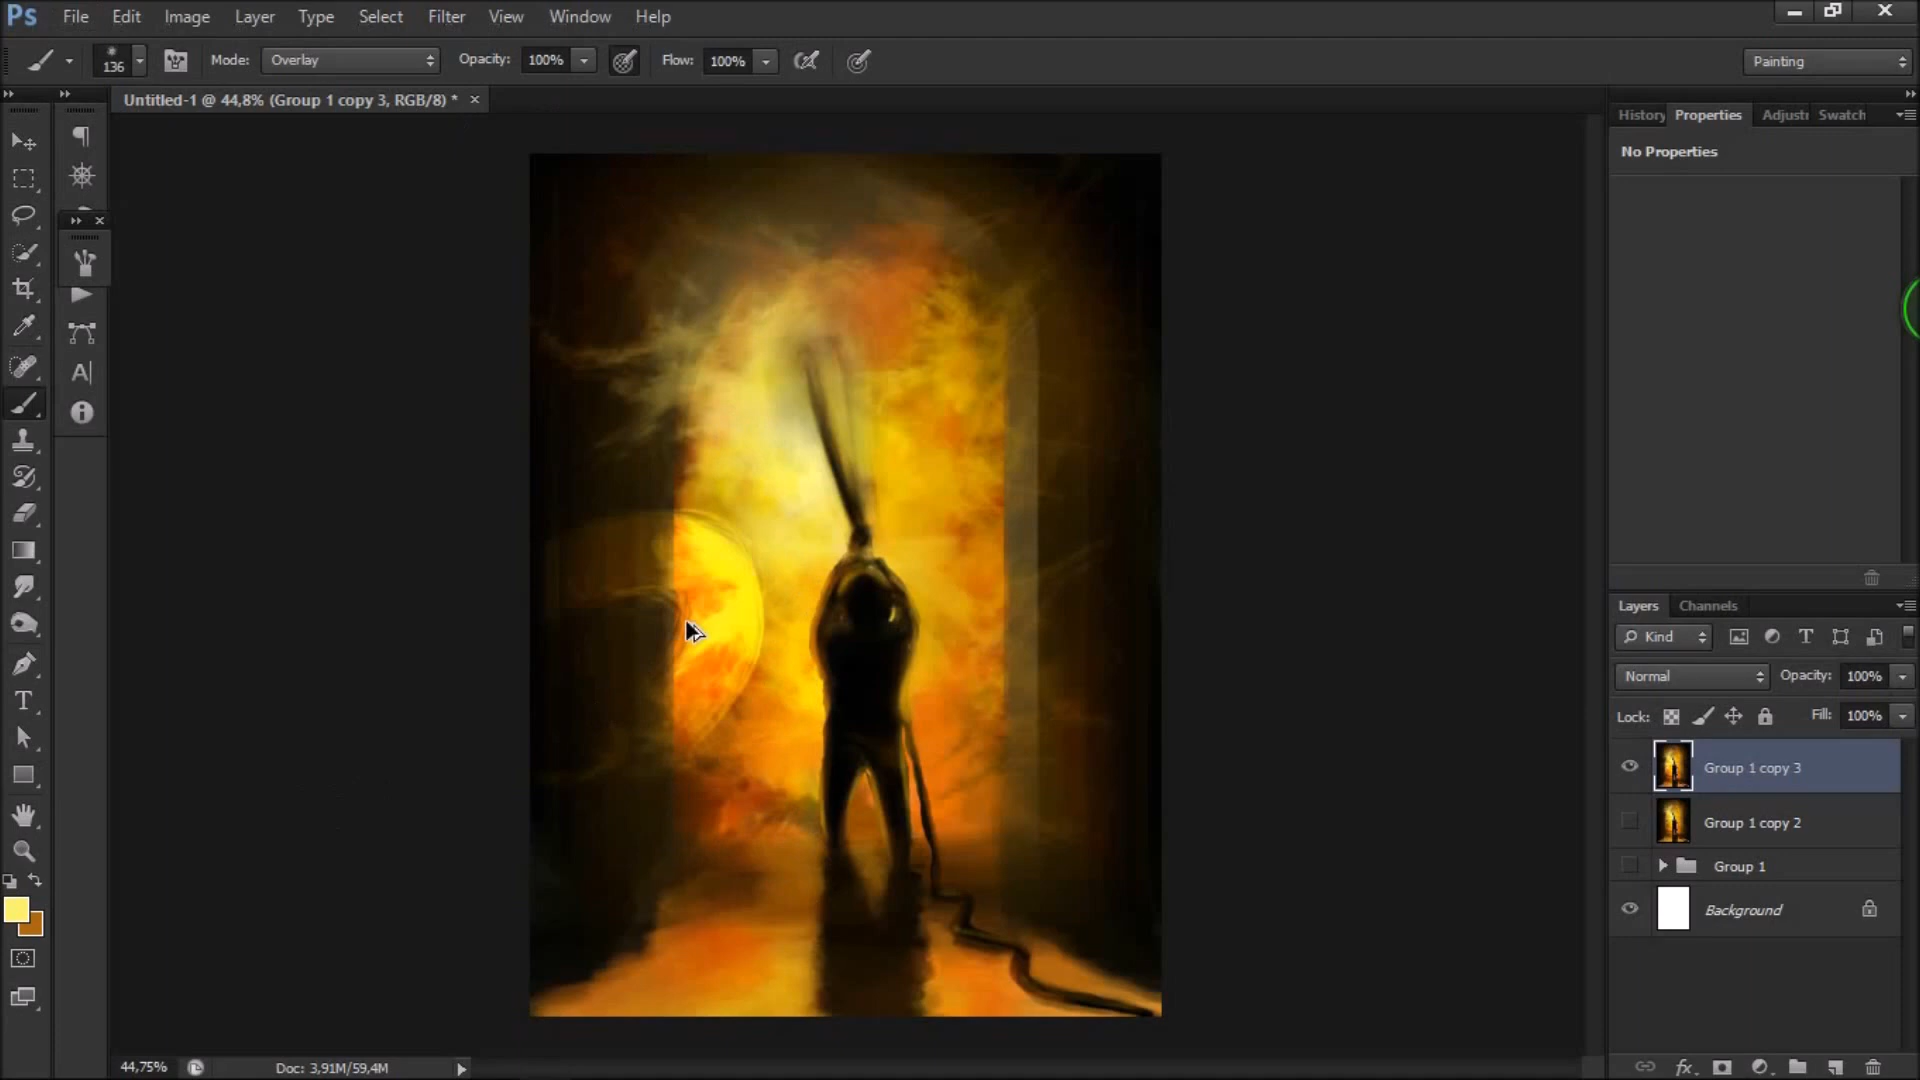 Ps File Edit Image Layer Type Select Filter View Window Help
136 Mode: Overlay Opacity: 100% Flow: 100% Painting
Untitled-1 @ 44,8% (Group 1 copy 3, RGB/8) *
History Properties Adjust Swatch
No Properties
Layers Channels
Kind
Normal Opacity: 100%
Lock: Fill: 100%
Group 1 copy 3
Group 1 copy 2
Group 1
Background
44,75% Doc: 3,91M/59,4M